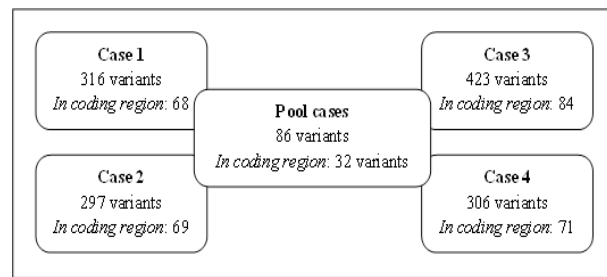 Case 1
316 variants
In coding region: 68
Case 3
423 variants
In coding region: 84
Pool cases
86 variants
In coding region: 32 variants
Case 2
297 variants
In coding region: 69
Case 4
306 variants
In coding region: 71